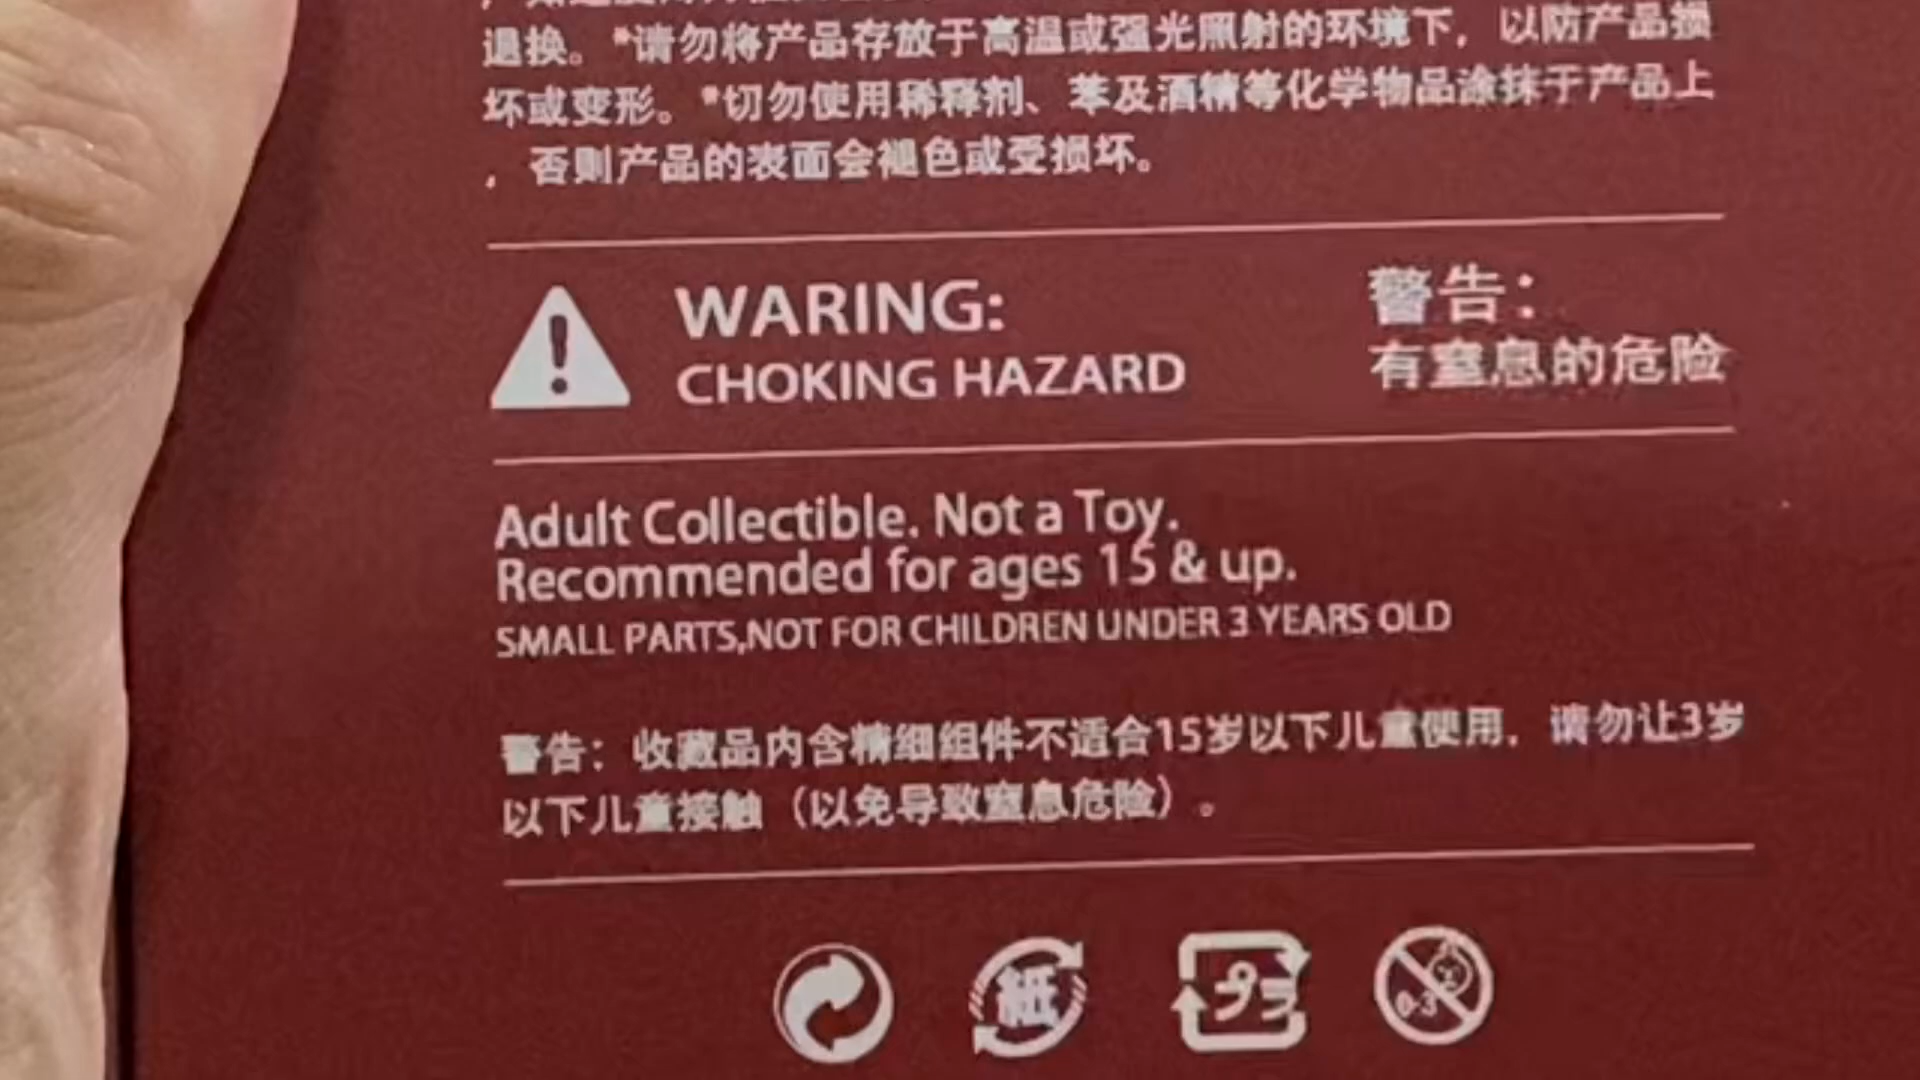 退换。*请勿将产品存放于高温或强光照射的环境下，以防产品损
坏或变形。*切勿使用稀释剂、苯及酒精等化学物品涂抹于产品上
，否则产品的表面会褪色或受损坏。
WARING:
CHOKING HAZARD
警告：
有窒息的危险
Adult Collectible. Not a Toy.
Recommended for ages 15 & up.
SMALL PARTS,NOT FOR CHILDREN UNDER 3 YEARS OLD
警告：收藏品内含精细组件不适合15岁以下儿童使用，请勿让3岁
以下儿童接触（以免导致窒息危险）。
紙
プラ
0-3